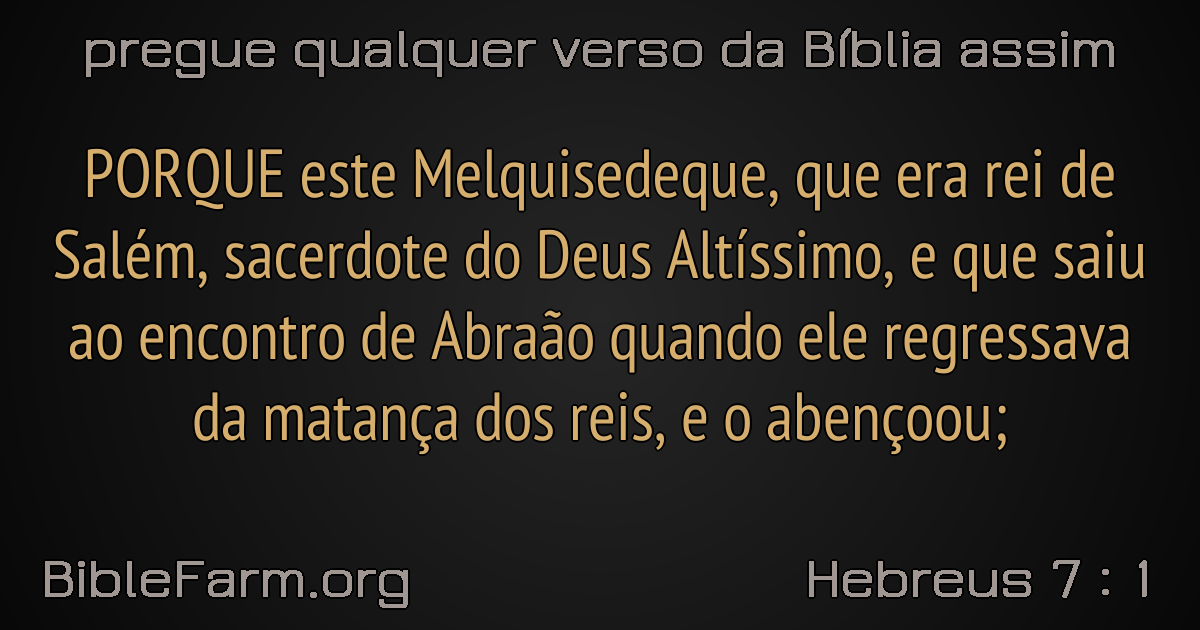 pregue qualquer verso da Bíblia assim
PORQUE este Melquisedeque, que era rei de
Salém, sacerdote do Deus Altíssimo, e que saiu
ao encontro de Abraão quando ele regressava
da matança dos reis, e o abençoou;
BibleFarm.org
Hebreus 7 : 1